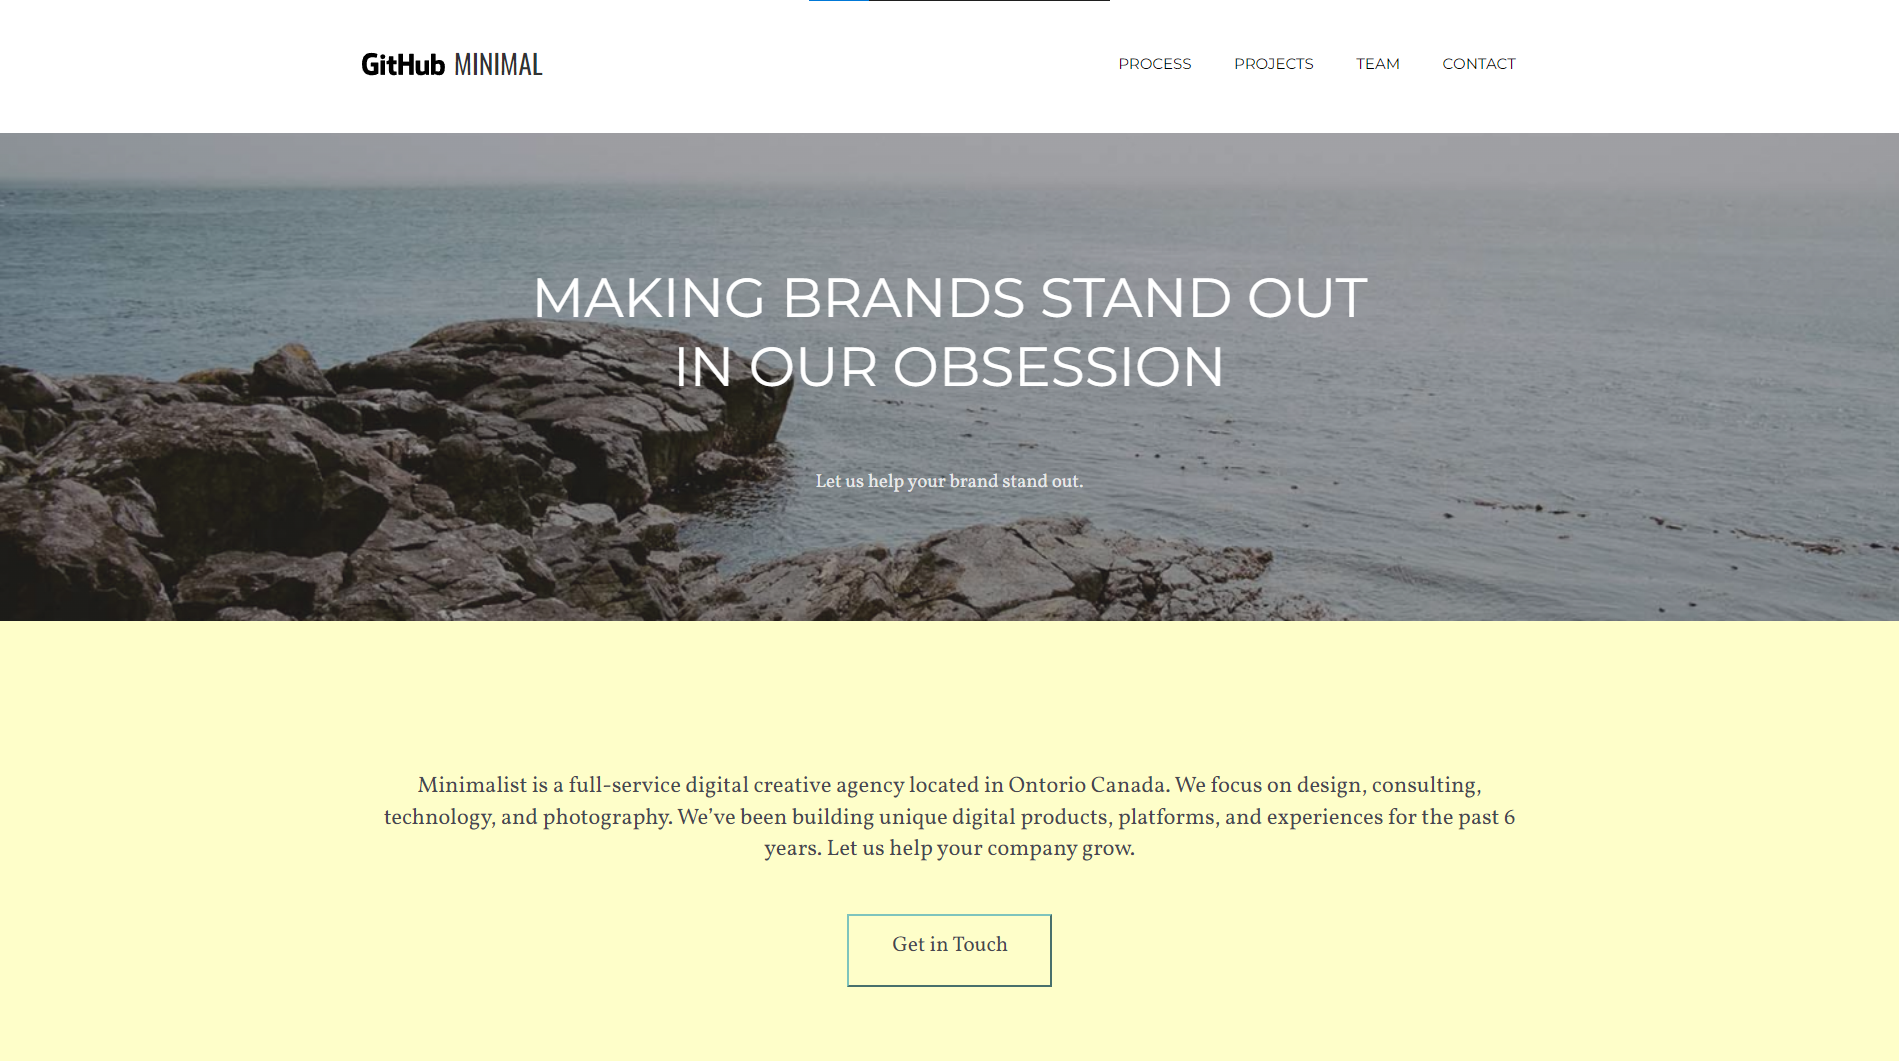 GitHub MINIMAL
PROCESS PROJECTS TEAM CONTACT
MAKING BRANDS STAND OUT
IN OUR OBSESSION
Let us help your brand stand out.
Minimalist is a full-service digital creative agency located in Ontorio Canada. We focus on design, consulting,
technology, and photography. We’ve been building unique digital products, platforms, and experiences for the past 6
years. Let us help your company grow.
Get in Touch